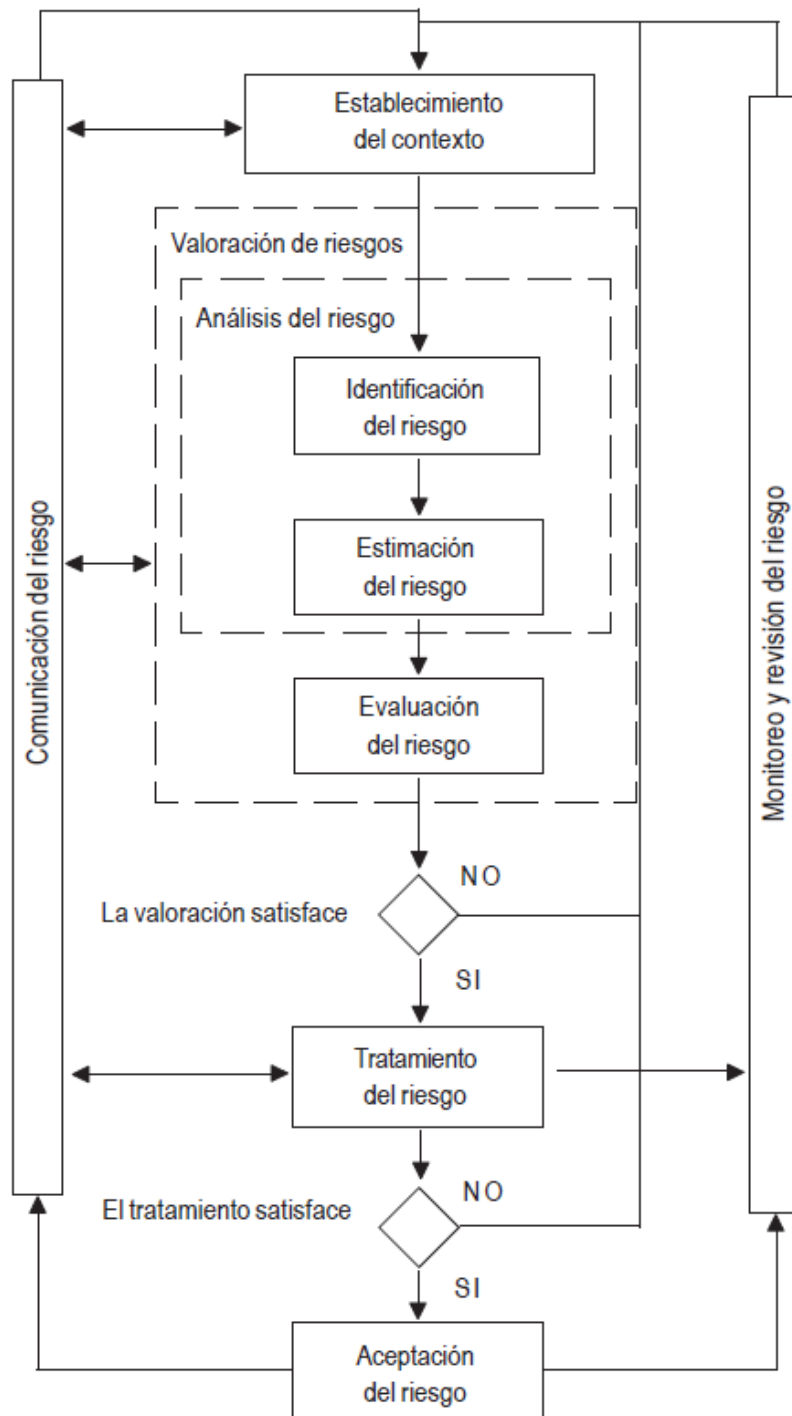 Establecimiento
del contexto
Valoración de riesgos
Análisis del riesgo
Identificación
del riesgo
Estimación
del riesgo
Evaluación
del riesgo
Comunicación del riesgo
Monitoreo y revisión del riesgo
NO
La valoración satisface
SI
Tratamiento
del riesgo
NO
El tratamiento satisface
SI
Aceptación
del riesgo